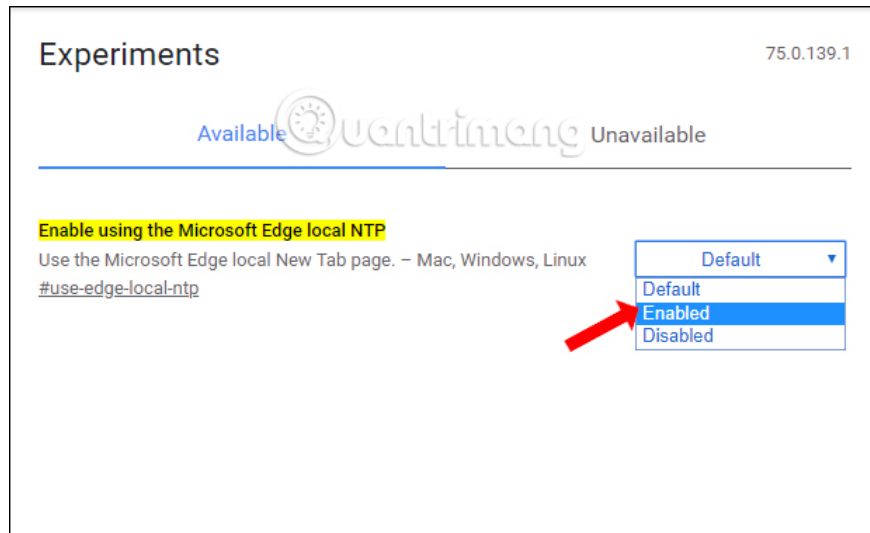 Experiments
75.0.139.1
Available
Quantrimang
Unavailable
Enable using the Microsoft Edge local NTP
Use the Microsoft Edge local New Tab page. – Mac, Windows, Linux
#use-edge-local-ntp
Default
Default
Enabled
Disabled